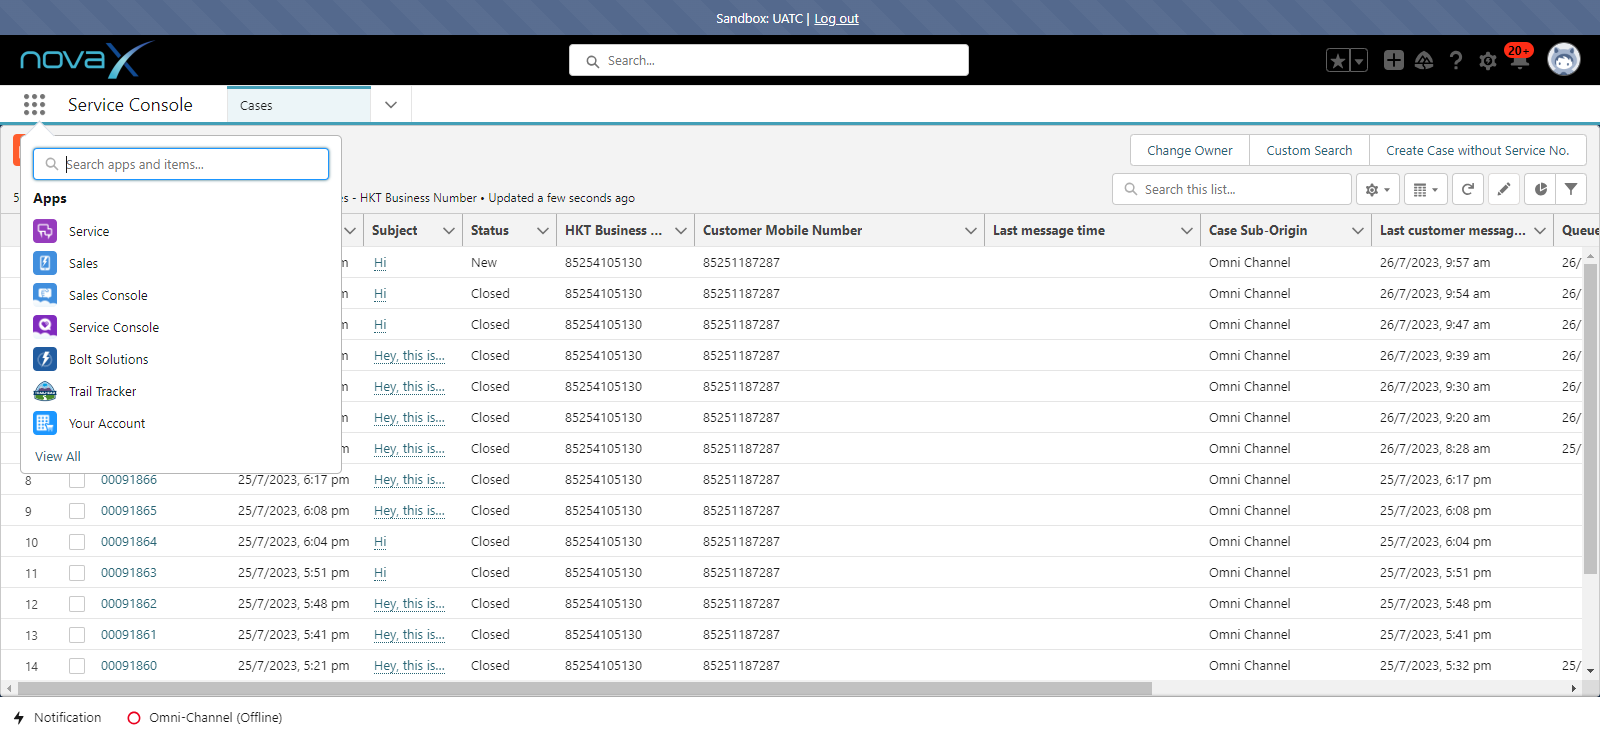 Sandbox: UATC | Log out
novaX
Search...
20+
Service Console
Cases
Search apps and items...
Apps
Service
Sales
Sales Console
Service Console
Bolt Solutions
Trail Tracker
Your Account
View All
Change Owner
Custom Search
Create Case without Service No.
5
s - HKT Business Number • Updated a few seconds ago
Search this list...
Subject Status HKT Business ... Customer Mobile Number Last message time Case Sub-Origin Last customer messag... Queue
m Hi New 85254105130 85251187287 Omni Channel 26/7/2023, 9:57 am 26/
m Hi Closed 85254105130 85251187287 Omni Channel 26/7/2023, 9:54 am 26/
m Hi Closed 85254105130 85251187287 Omni Channel 26/7/2023, 9:47 am 26/
m Hey, this is... Closed 85254105130 85251187287 Omni Channel 26/7/2023, 9:39 am 26/
m Hey, this is... Closed 85254105130 85251187287 Omni Channel 26/7/2023, 9:30 am 26/
m Hey, this is... Closed 85254105130 85251187287 Omni Channel 26/7/2023, 9:20 am 26/
m Hey, this is... Closed 85254105130 85251187287 Omni Channel 26/7/2023, 8:28 am 25/
8 00091866 25/7/2023, 6:17 pm Hey, this is... Closed 85254105130 85251187287 Omni Channel 25/7/2023, 6:17 pm
9 00091865 25/7/2023, 6:08 pm Hey, this is... Closed 85254105130 85251187287 Omni Channel 25/7/2023, 6:08 pm
10 00091864 25/7/2023, 6:04 pm Hi Closed 85254105130 85251187287 Omni Channel 25/7/2023, 6:04 pm
11 00091863 25/7/2023, 5:51 pm Hi Closed 85254105130 85251187287 Omni Channel 25/7/2023, 5:51 pm
12 00091862 25/7/2023, 5:48 pm Hey, this is... Closed 85254105130 85251187287 Omni Channel 25/7/2023, 5:48 pm
13 00091861 25/7/2023, 5:41 pm Hey, this is... Closed 85254105130 85251187287 Omni Channel 25/7/2023, 5:41 pm
14 00091860 25/7/2023, 5:21 pm Hey, this is... Closed 85254105130 85251187287 Omni Channel 25/7/2023, 5:32 pm 25/
Notification
Omni-Channel (Offline)